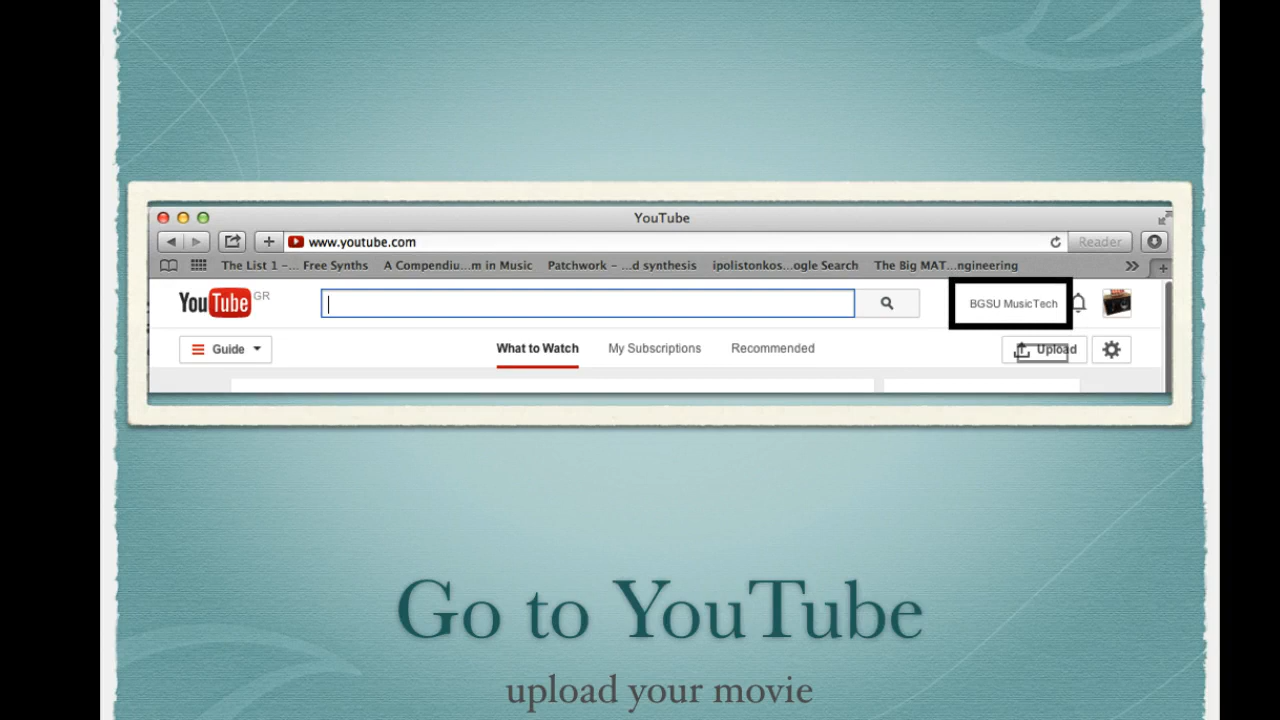 YouTube
www.youtube.com
Reader
The List 1 –... Free Synths
A Compendiu...m in Music
Patchwork – ...d synthesis
ipolistonkos...ogle Search
The Big MAT...ngineering
YouTube GR
BGSU MusicTech
Guide
What to Watch
My Subscriptions
Recommended
Upload
Go to YouTube
upload your movie